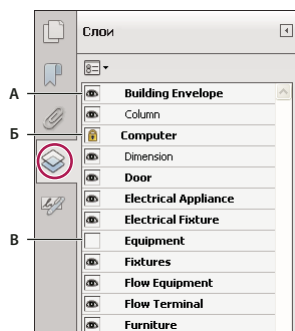 Слои
А
Building Envelope
Column
Б
Computer
Dimension
Door
Electrical Appliance
Electrical Fixture
В
Equipment
Fixtures
Flow Equipment
Flow Terminal
Furniture